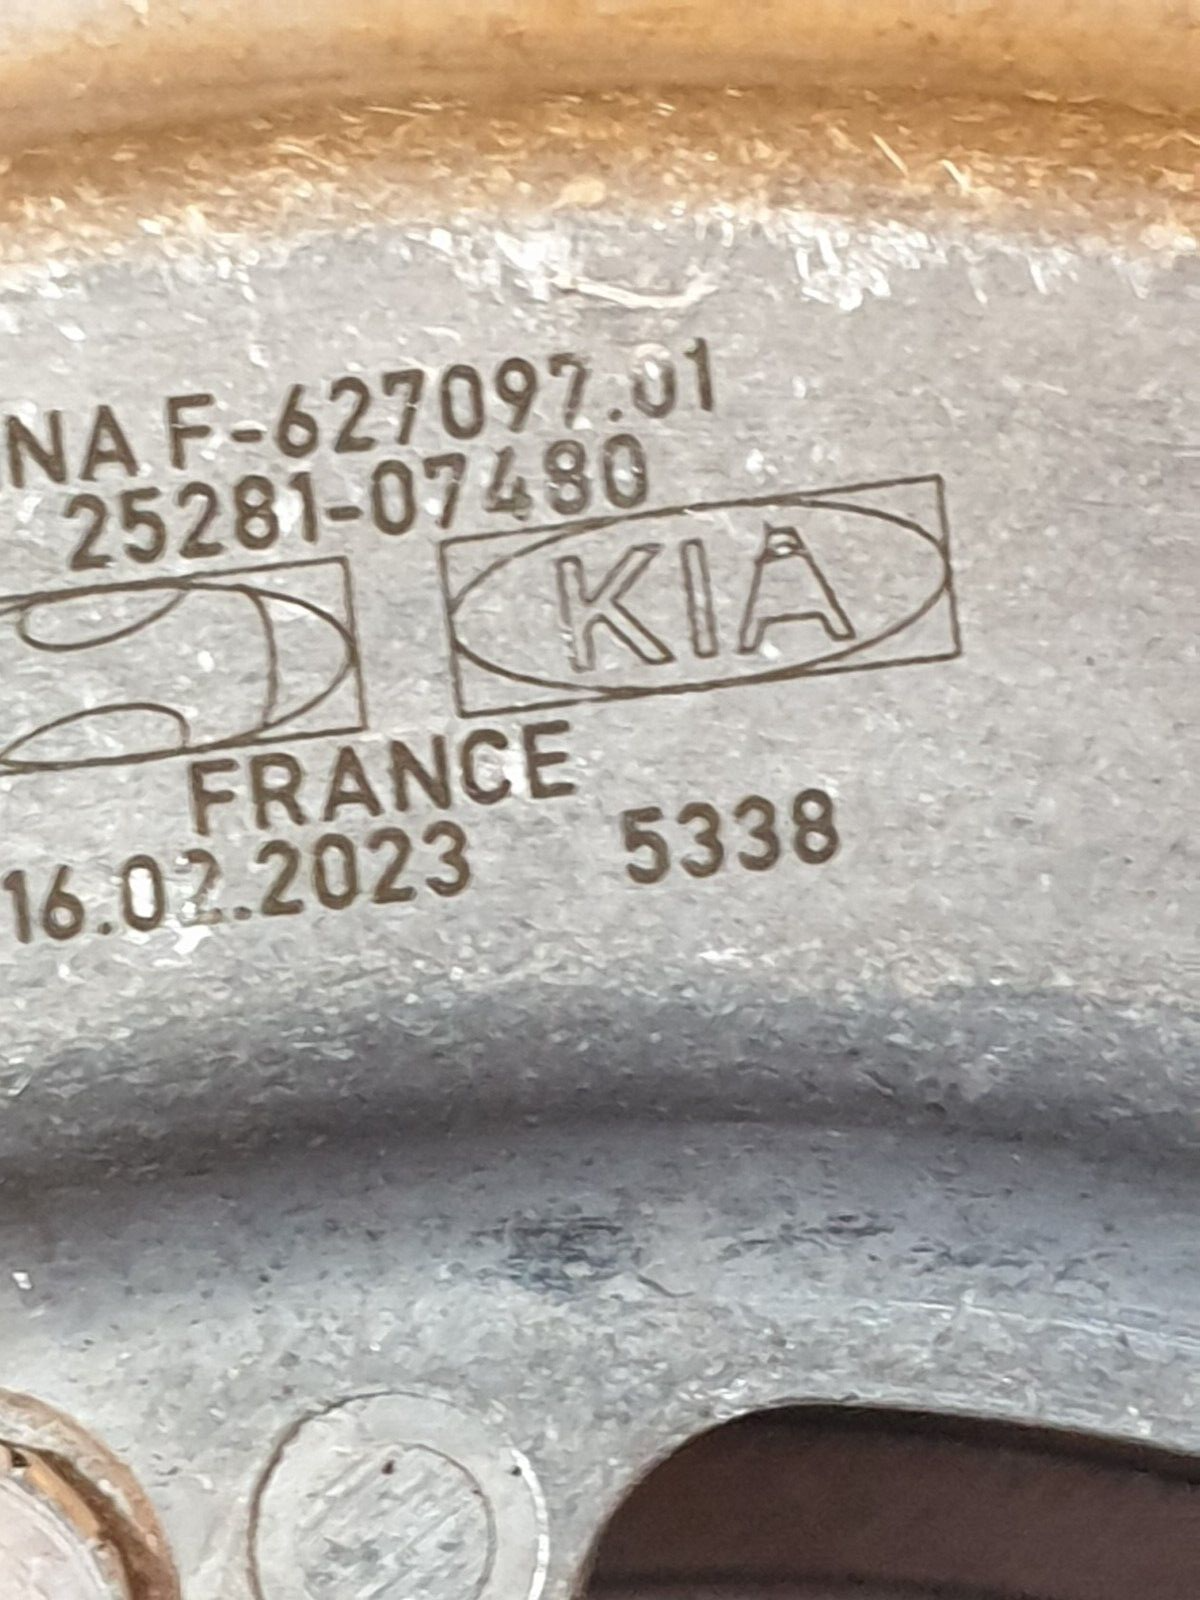 NA F-627097.01
25281-07480
KIA
FRANCE
16.02.2023 5338